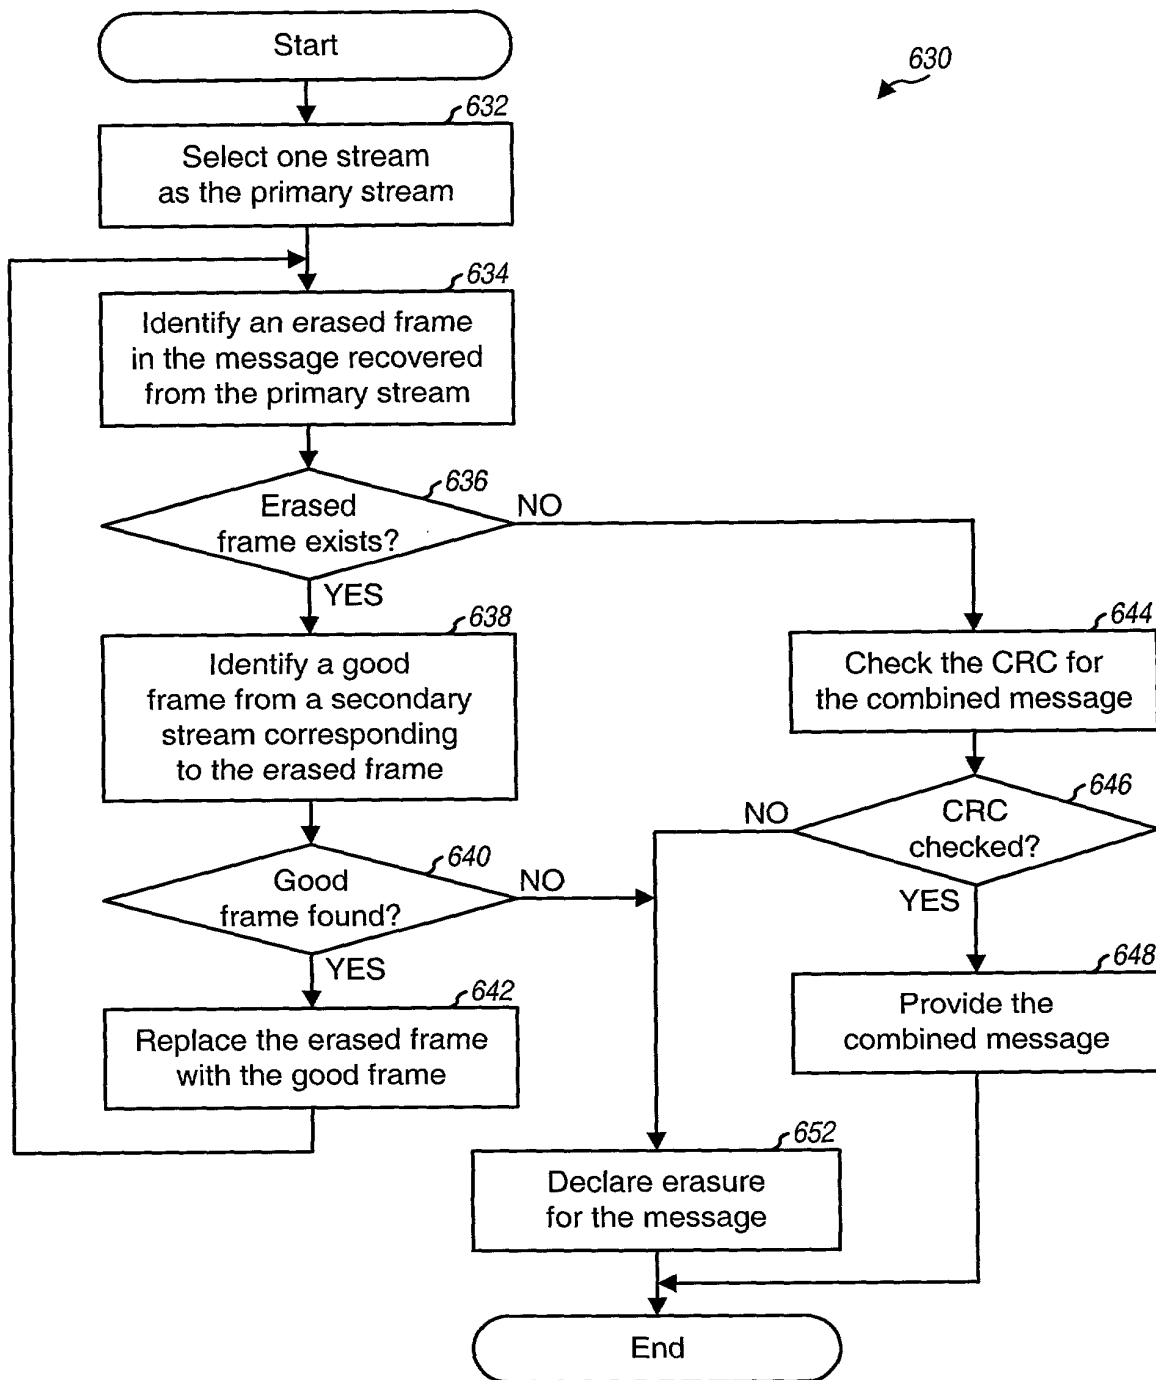 Start
630
632
Select one stream
as the primary stream
634
Identify an erased frame
in the message recovered
from the primary stream
636
Erased
frame exists?
NO
YES
638
Identify a good
frame from a secondary
stream corresponding
to the erased frame
644
Check the CRC for
the combined message
640
Good
frame found?
NO
YES
646
CRC
checked?
NO
YES
642
Replace the erased frame
with the good frame
648
Provide the
combined message
652
Declare erasure
for the message
End